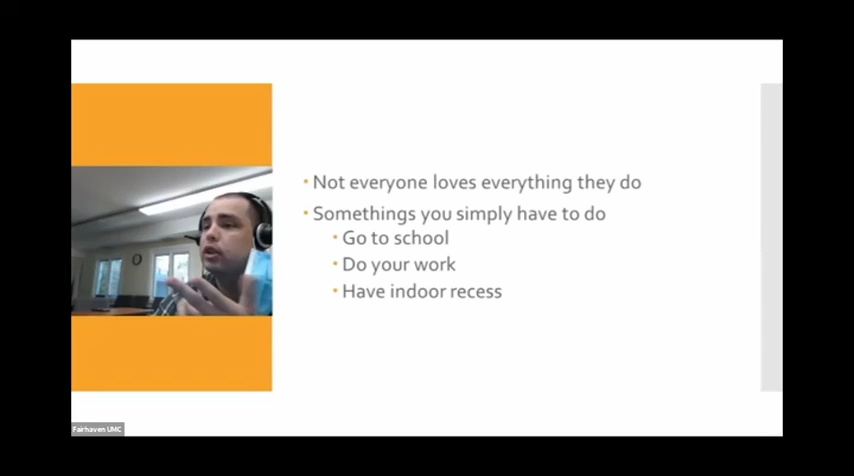 Not everyone loves everything they do
Somethings you simply have to do
Go to school
Do your work
Have indoor recess
Fairhaven UMC